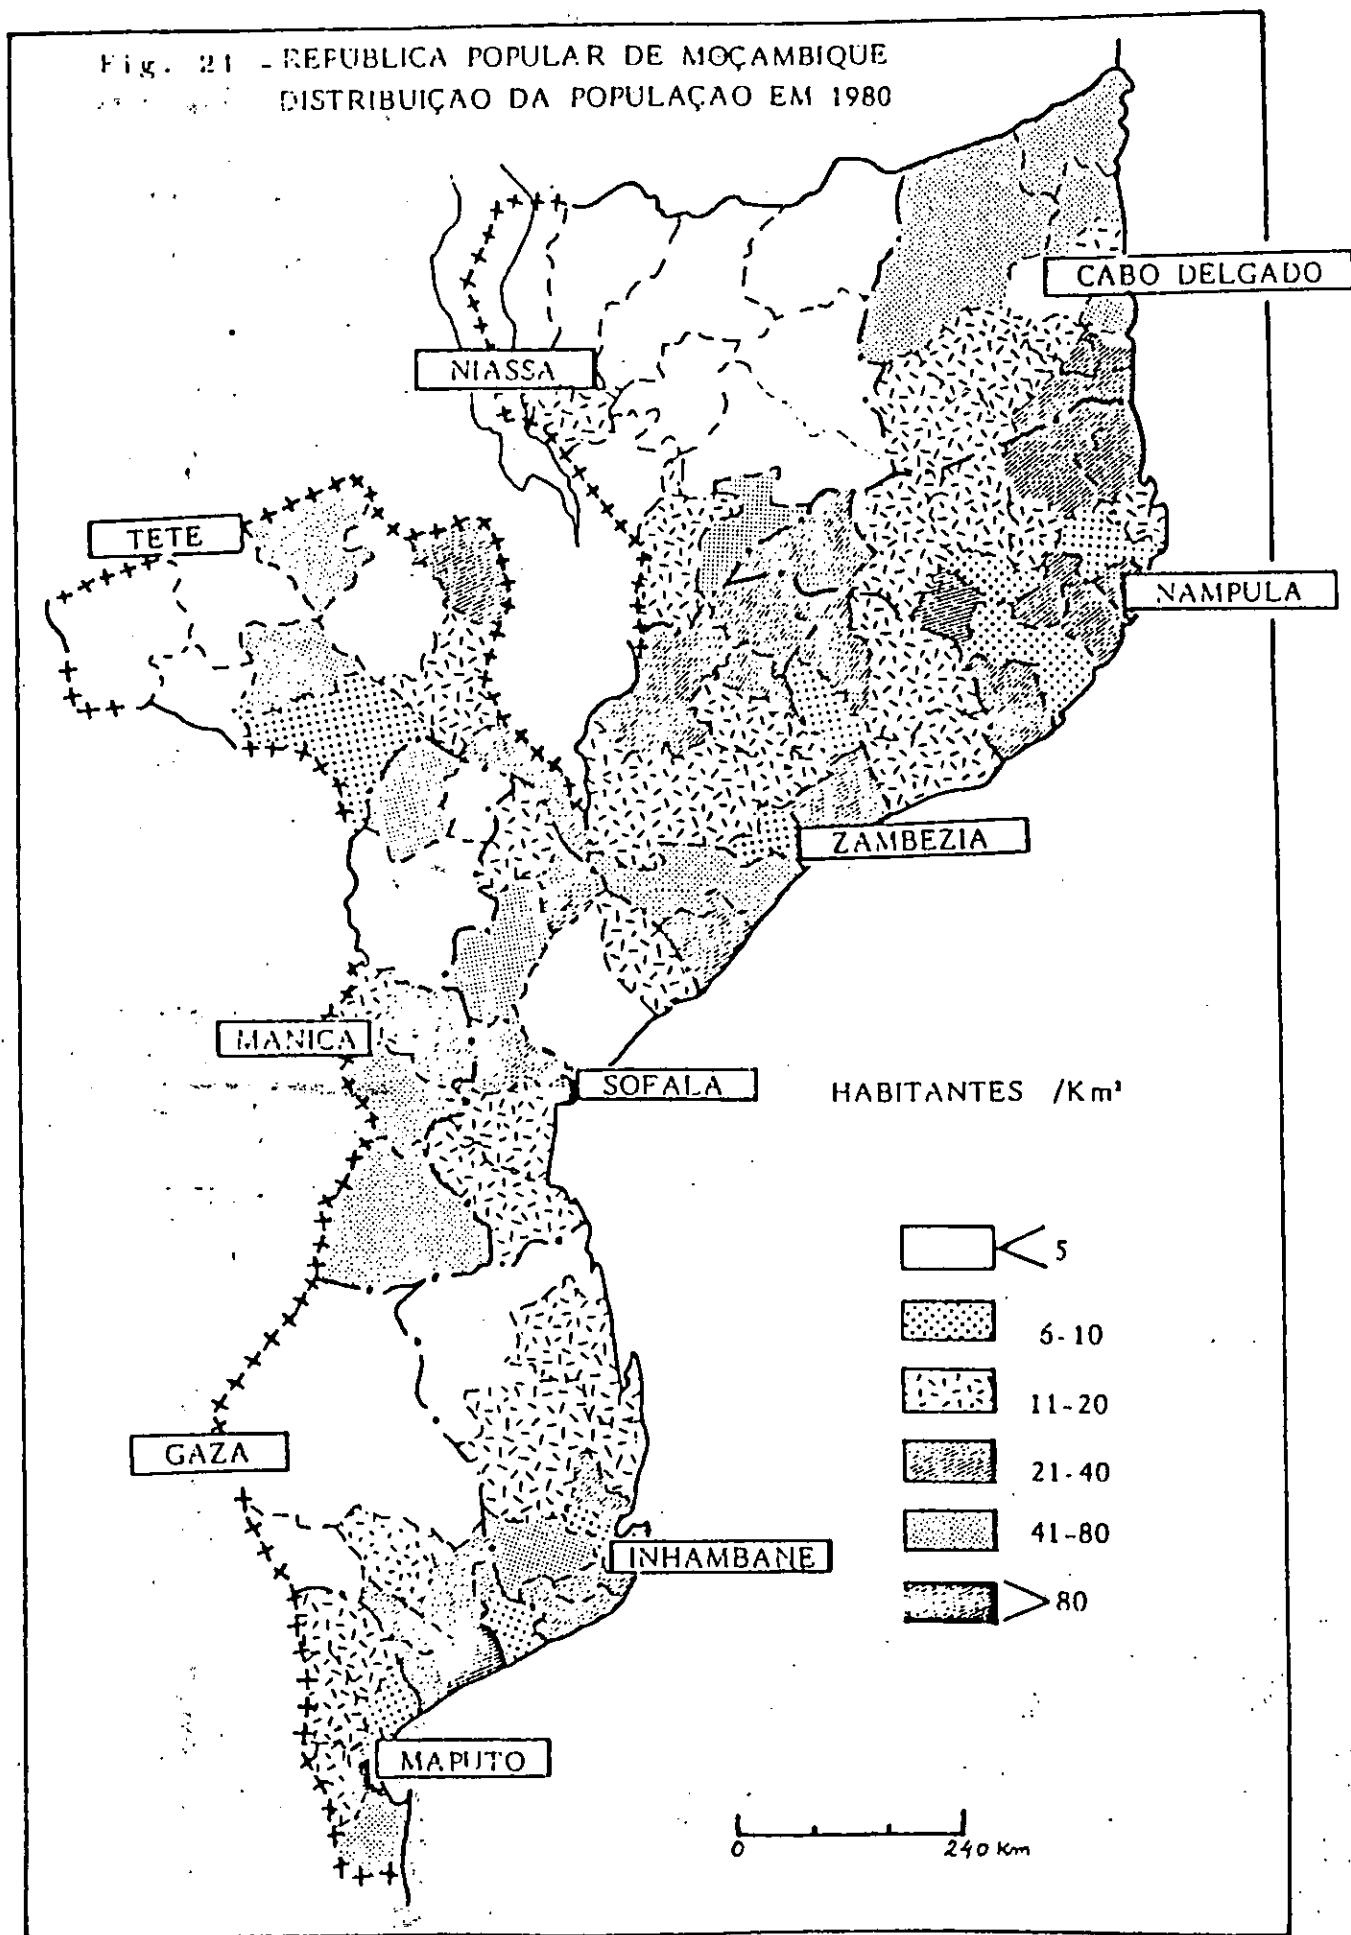 Fig. 21 - REPÚBLICA POPULAR DE MOÇAMBIQUE
DISTRIBUIÇAO DA POPULAÇAO EM 1980
CABO DELGADO
NIASSA
TETE
NAMPULA
ZAMBEZIA
MANICA
SOFALA
HABITANTES /Km²
< 5
6-10
11-20
21-40
41-80
> 80
GAZA
INHAMBANE
MAPUTO
0 240 Km